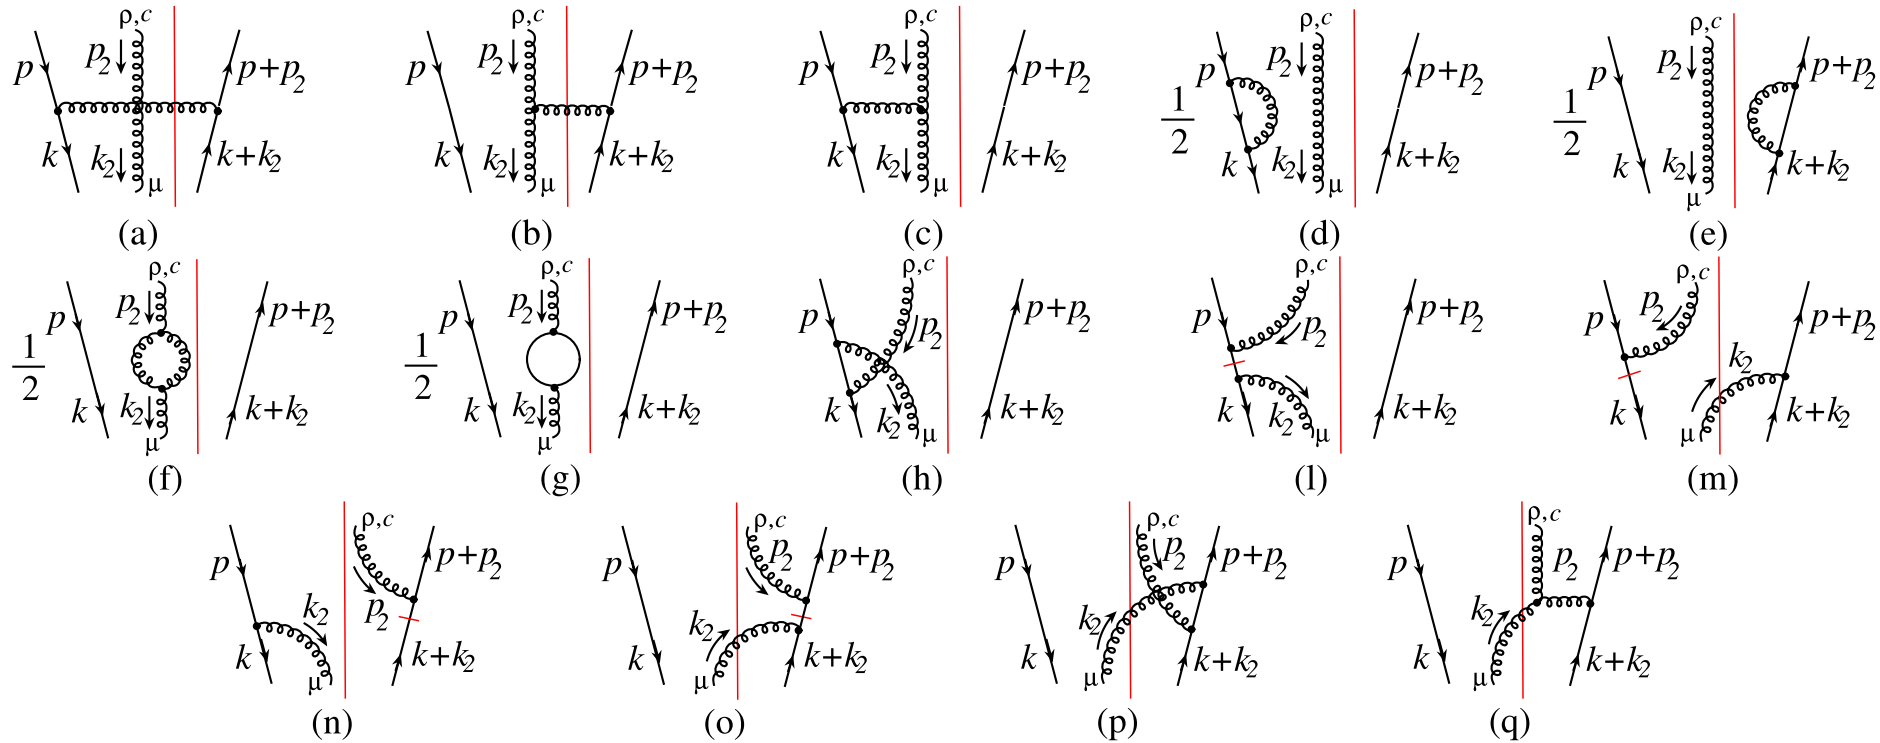 ρ,c ρ,c ρ,c ρ,c ρ,c
p p₂ p+p₂ p p₂ p+p₂ p p₂ p+p₂ 1/2 p p₂ p+p₂ 1/2 p p₂ p+p₂
k k₂ k+k₂ k k₂ k+k₂ k k₂ k+k₂ k k₂ k+k₂ k k₂ k+k₂
μ μ μ μ μ
(a) (b) (c) (d) (e)
ρ,c ρ,c ρ,c ρ,c ρ,c
1/2 p p₂ p+p₂ 1/2 p p₂ p+p₂ p p₂ p+p₂ p p₂ p+p₂ p p₂ p+p₂
k k₂ k+k₂ k k₂ k+k₂ k k₂ k+k₂ k k₂ k+k₂ k k₂ k+k₂
μ μ μ μ μ
(f) (g) (h) (l) (m)
ρ,c ρ,c ρ,c ρ,c
p p₂ p+p₂ p p₂ p+p₂ p p₂ p+p₂ p p₂ p+p₂
k k₂ k+k₂ k k₂ k+k₂ k k₂ k+k₂ k k₂ k+k₂
μ μ μ μ
(n) (o) (p) (q)